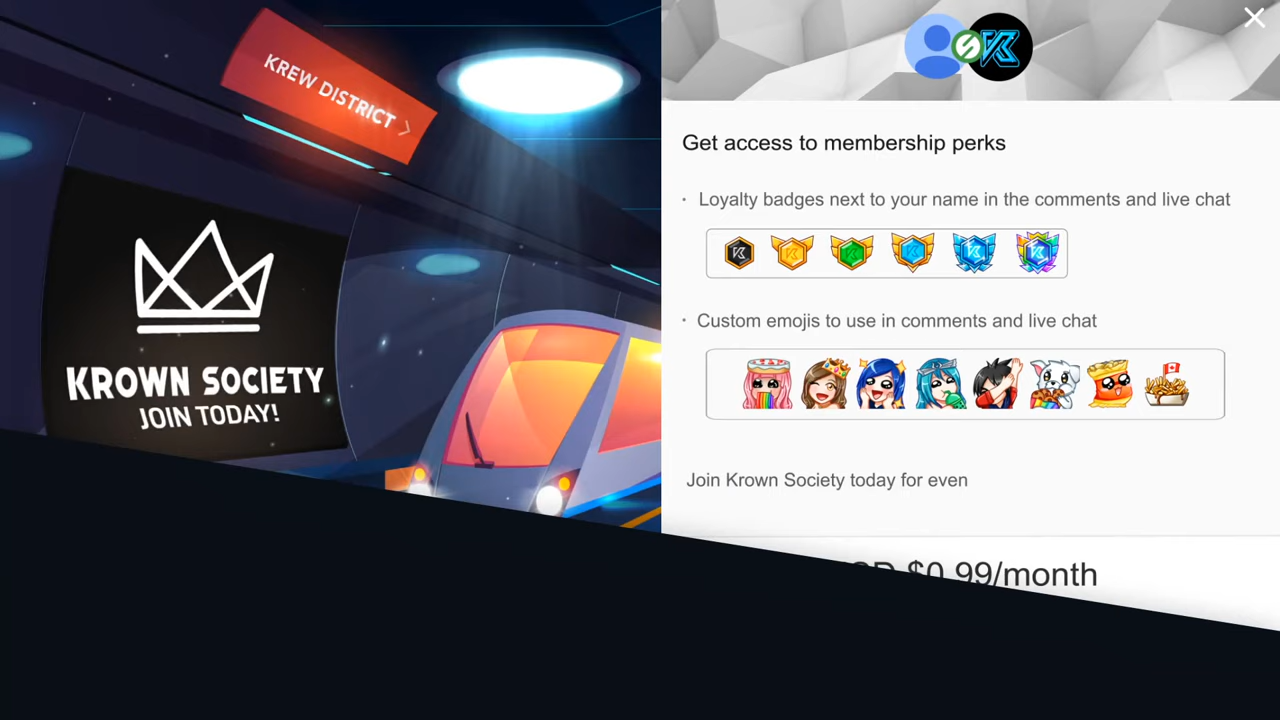 KREW DISTRICT >
KROWN SOCIETY
JOIN TODAY!
Get access to membership perks
· Loyalty badges next to your name in the comments and live chat
· Custom emojis to use in comments and live chat
Join Krown Society today for even
$0.99/month